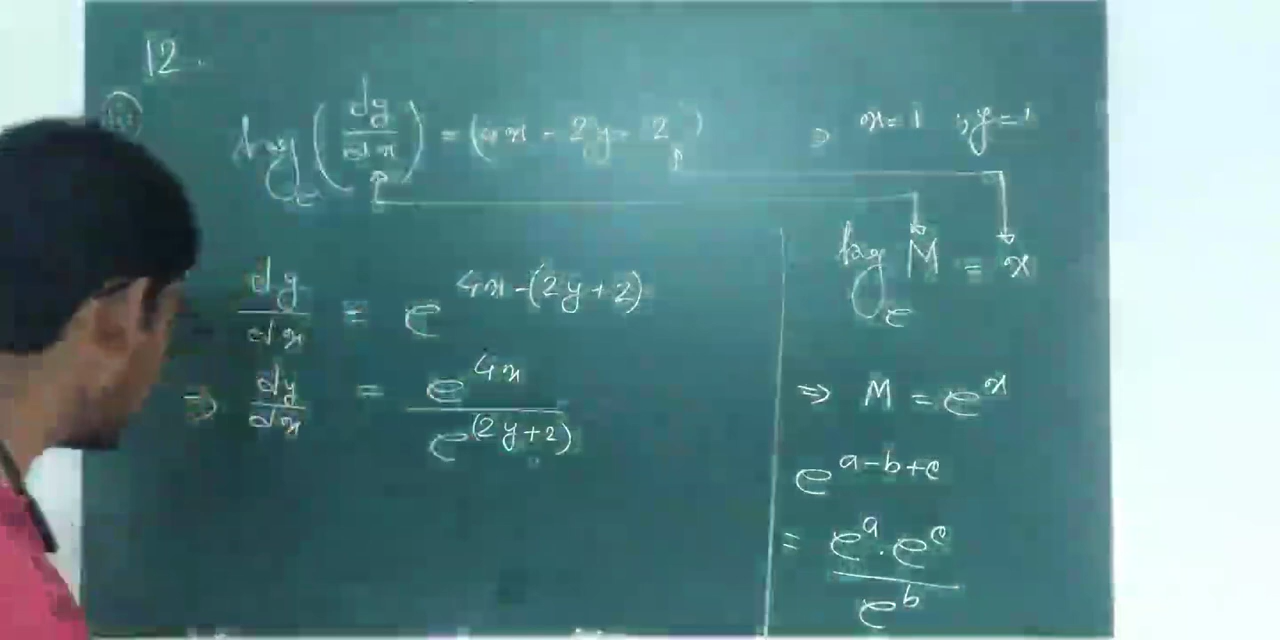 12.
(iii)
log_e (dy/dx) = (4x - 2y - 2) ⇒ x=1 , y=1
dy/dx = e^{4x-(2y+2)}
⇒ dy/dx = e^{4x}/e^{(2y+2)}
log_e M = x
⇒ M = e^x
e^{a-b+c}
= e^a . e^c / e^b